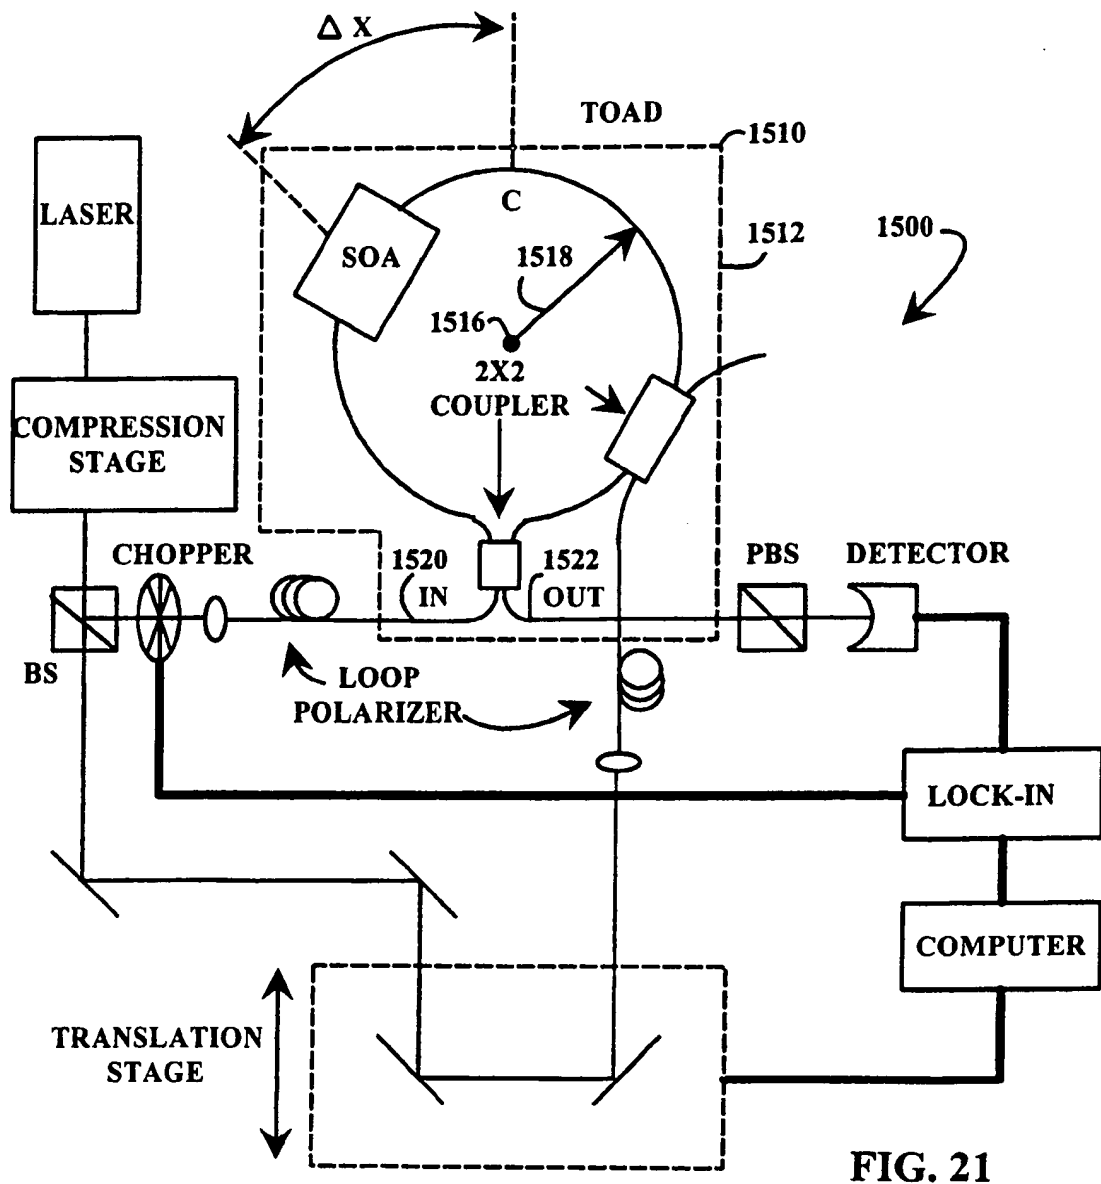 Δ X
TOAD
1510
LASER
C
1512
1500
SOA
1518
1516
2X2
COUPLER
COMPRESSION
STAGE
CHOPPER
1520
IN
1522
OUT
PBS
DETECTOR
BS
LOOP
POLARIZER
LOCK-IN
COMPUTER
TRANSLATION
STAGE
FIG. 21